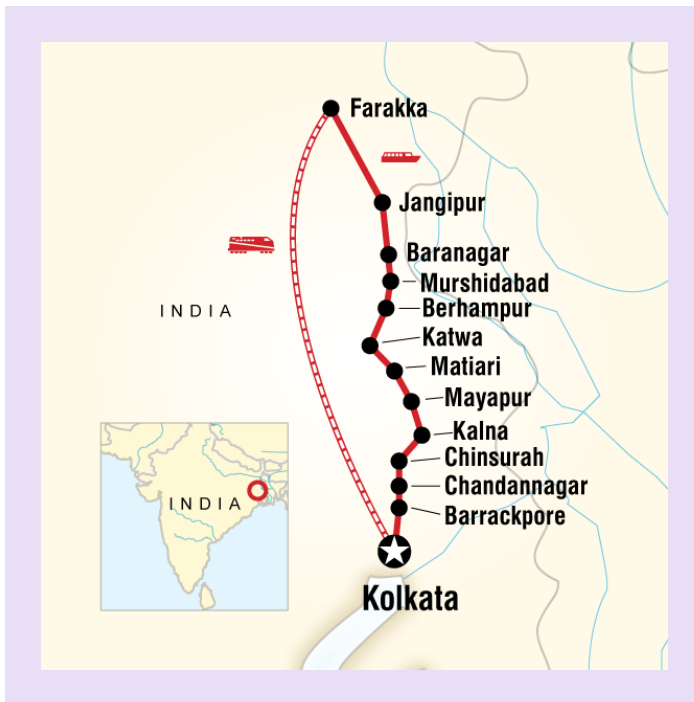 Farakka
Jangipur
Baranagar
Murshidabad
INDIA
Berhampur
Katwa
Matiari
Mayapur
Kalna
Chinsurah
Chandannagar
INDIA
Barrackpore
Kolkata